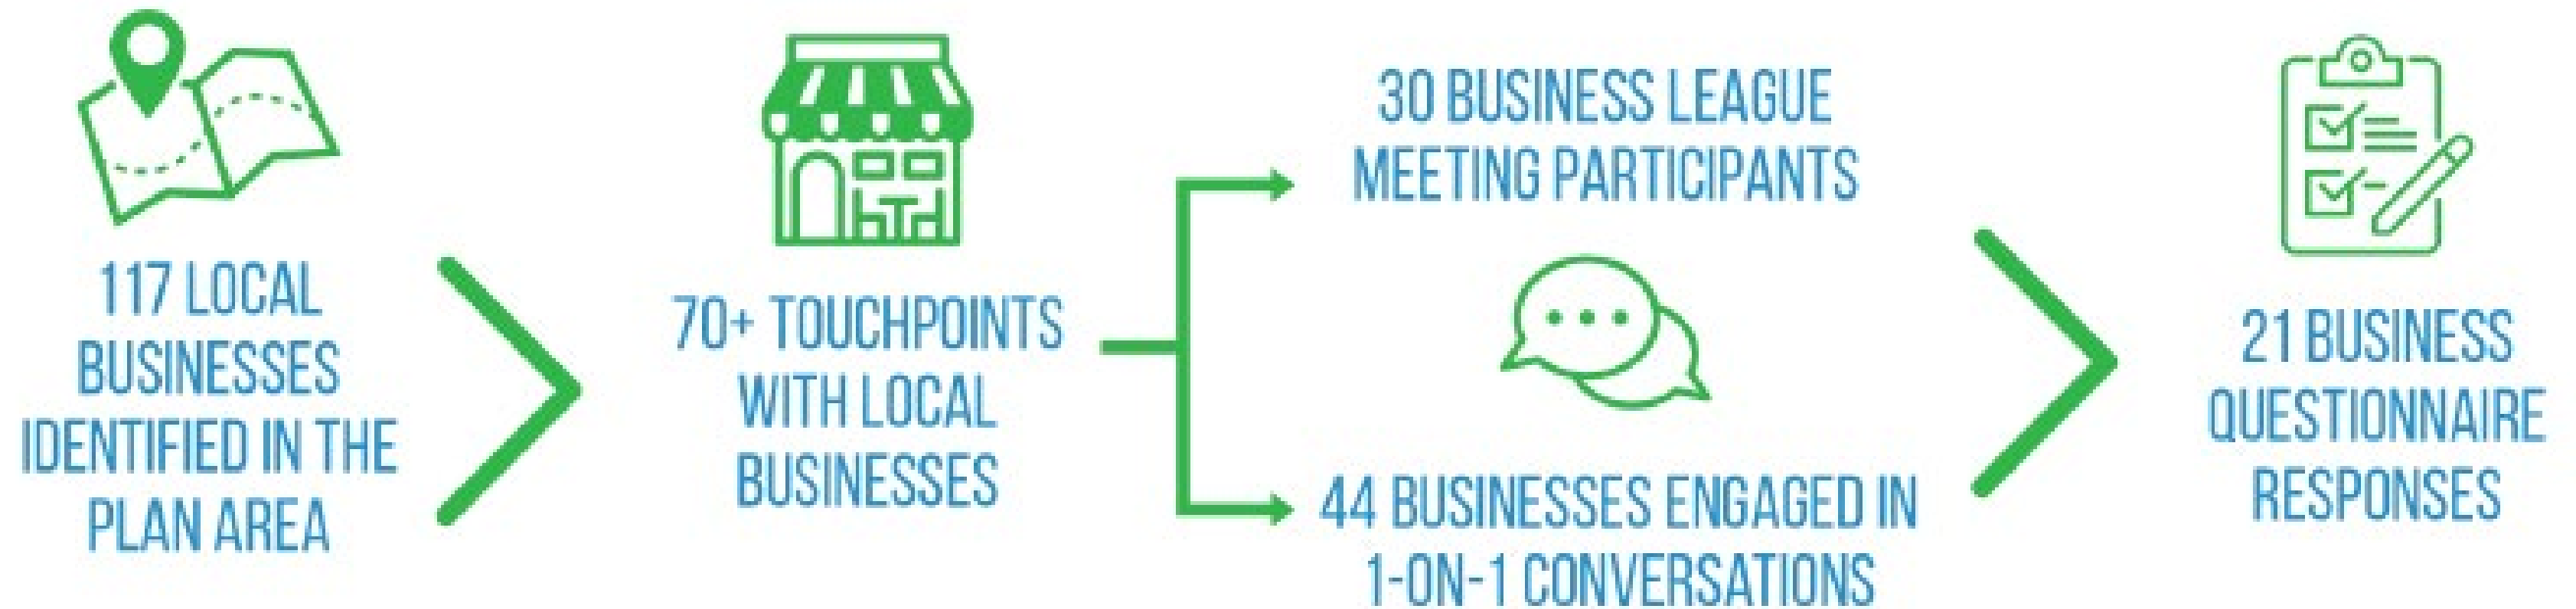 117 LOCAL
BUSINESSES
IDENTIFIED IN THE
PLAN AREA
70+ TOUCHPOINTS
WITH LOCAL
BUSINESSES
30 BUSINESS LEAGUE
MEETING PARTICIPANTS
44 BUSINESSES ENGAGED IN
1-ON-1 CONVERSATIONS
21 BUSINESS
QUESTIONNAIRE
RESPONSES